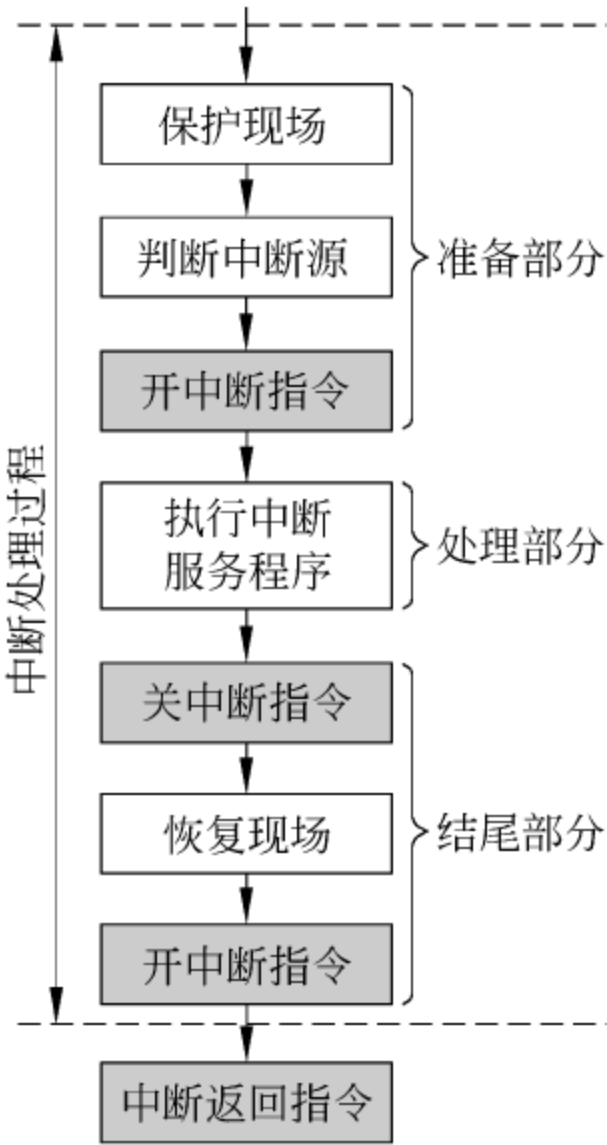 保护现场
判断中断源
开中断指令
准备部分
执行中断
服务程序
处理部分
关中断指令
恢复现场
开中断指令
结尾部分
中断处理过程
中断返回指令